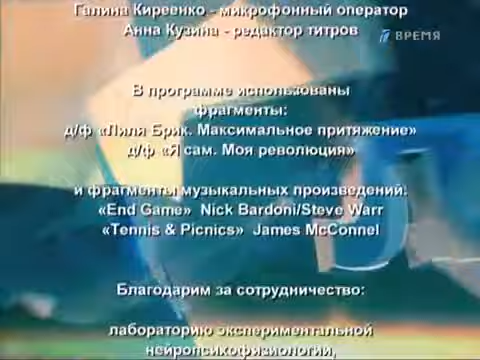 Галина Киреенко - микрофонный оператор
Анна Кузина - редактор титров
ВРЕМЯ
В программе использованы
фрагменты:
д/ф «Лиля Брик. Максимальное притяжение»
д/ф «Я сам. Моя революция»
и фрагменты музыкальных произведений:
«End Game» Nick Bardoni/Steve Warr
«Tennis & Picnics» James McConnel
Благодарим за сотрудничество:
лабораторию экспериментальной
нейропсихофизиологии,